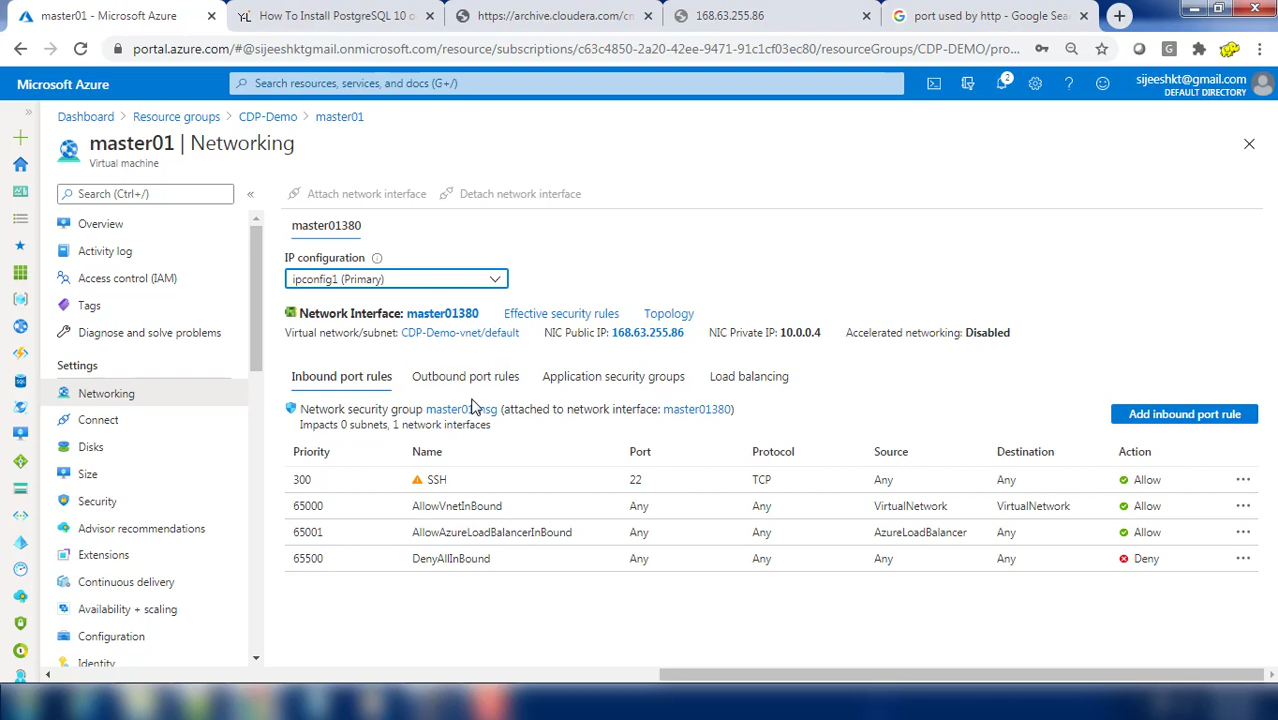 master01 - Microsoft Azure
How To Install PostgreSQL 10 o
https://archive.cloudera.com/cm
168.63.255.86
port used by http - Google Sea
portal.azure.com/#@sijeeshktgmail.onmicrosoft.com/resource/subscriptions/c63c4850-2a20-42ee-9471-91c1cf03ec80/resourceGroups/CDP-DEMO/pro...
Microsoft Azure
Search resources, services, and docs (G+/)
2
sijeeshkt@gmail.com
DEFAULT DIRECTORY
Dashboard > Resource groups > CDP-Demo > master01
master01 | Networking
Virtual machine
Search (Ctrl+/)
Overview
Activity log
Access control (IAM)
Tags
Diagnose and solve problems
Settings
Networking
Connect
Disks
Size
Security
Advisor recommendations
Extensions
Continuous delivery
Availability + scaling
Configuration
Identity
Attach network interface
Detach network interface
master01380
IP configuration
ipconfig1 (Primary)
Network Interface: master01380 Effective security rules Topology
Virtual network/subnet: CDP-Demo-vnet/default NIC Public IP: 168.63.255.86 NIC Private IP: 10.0.0.4 Accelerated networking: Disabled
Inbound port rules Outbound port rules Application security groups Load balancing
Network security group master01-nsg (attached to network interface: master01380)
Impacts 0 subnets, 1 network interfaces
Add inbound port rule
Priority Name Port Protocol Source Destination Action
300 SSH 22 TCP Any Any Allow
65000 AllowVnetInBound Any Any VirtualNetwork VirtualNetwork Allow
65001 AllowAzureLoadBalancerInBound Any Any AzureLoadBalancer Any Allow
65500 DenyAllInBound Any Any Any Any Deny